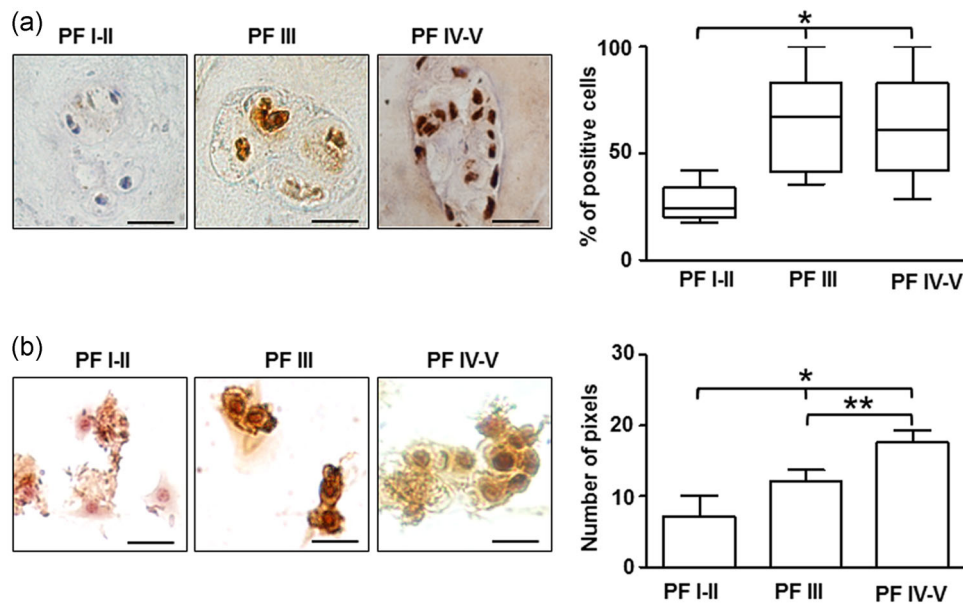 (a)
PF I-II
PF III
PF IV-V
% of positive cells
100
50
0
*
PF I-II
PF III
PF IV-V
(b)
PF I-II
PF III
PF IV-V
Number of pixels
30
20
10
0
*
**
PF I-II
PF III
PF IV-V